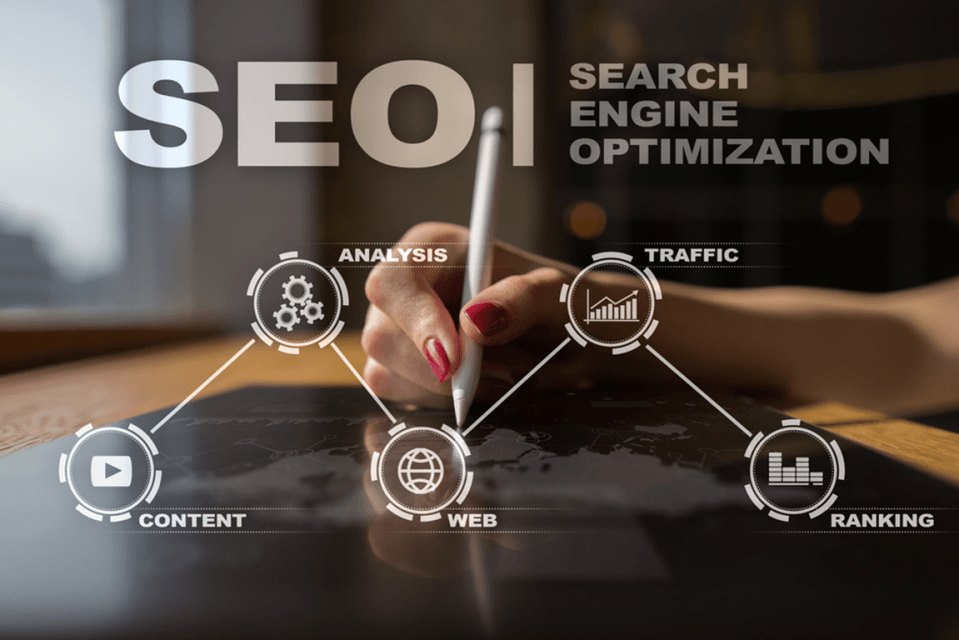 SEO
SEARCH
ENGINE
OPTIMIZATION
ANALYSIS
TRAFFIC
CONTENT
WEB
RANKING